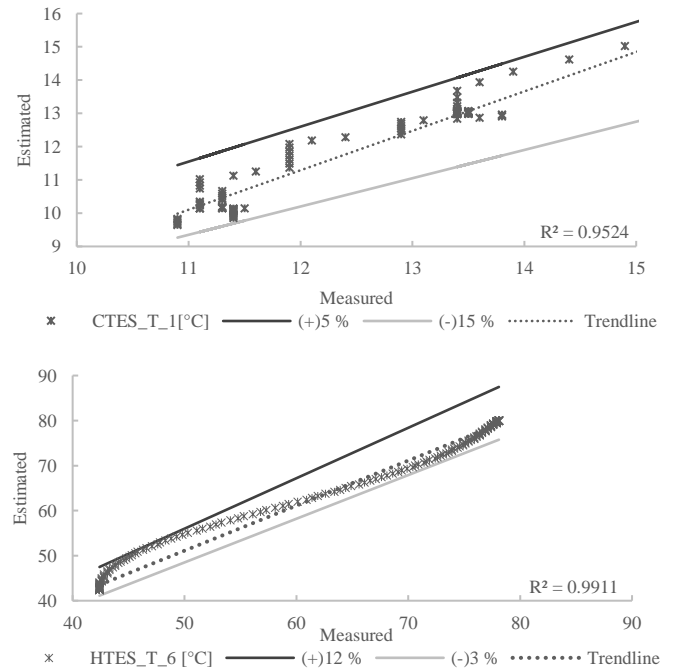 16
15
14
13
12
11
10
9
Estimated
R² = 0.9524
10 11 12 13 14 15
Measured
CTES_T_1[°C] (+)5 % (-)15 % Trendline
90
80
70
60
50
40
Estimated
R² = 0.9911
40 50 60 70 80 90
Measured
HTES_T_6 [°C] (+)12 % (-)3 % Trendline